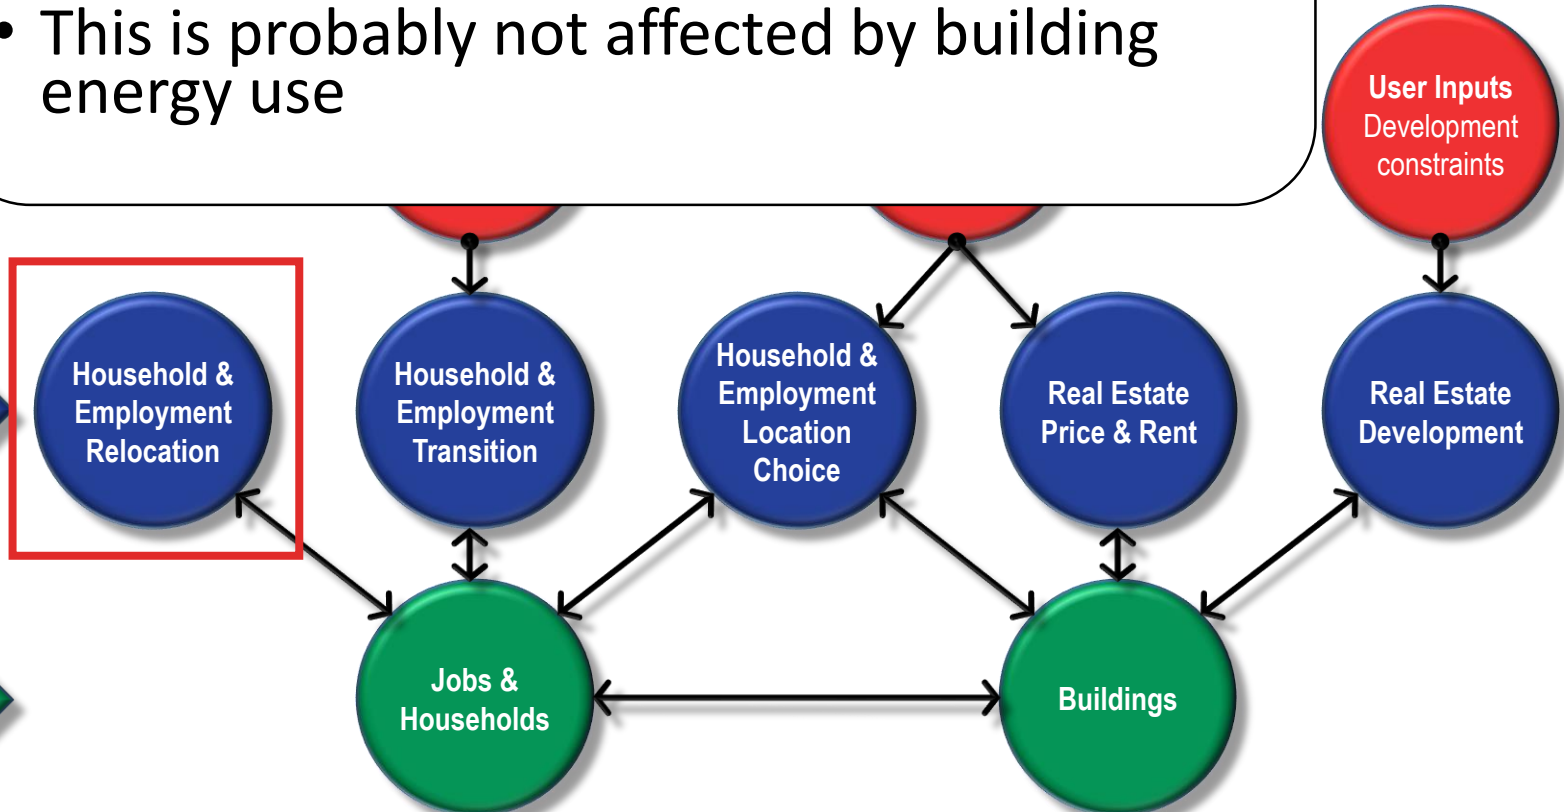 • This is probably not affected by building
energy use
User Inputs
Development
constraints
Household &
Employment
Relocation
Household &
Employment
Transition
Household &
Employment
Location
Choice
Real Estate
Price & Rent
Real Estate
Development
Jobs &
Households
Buildings